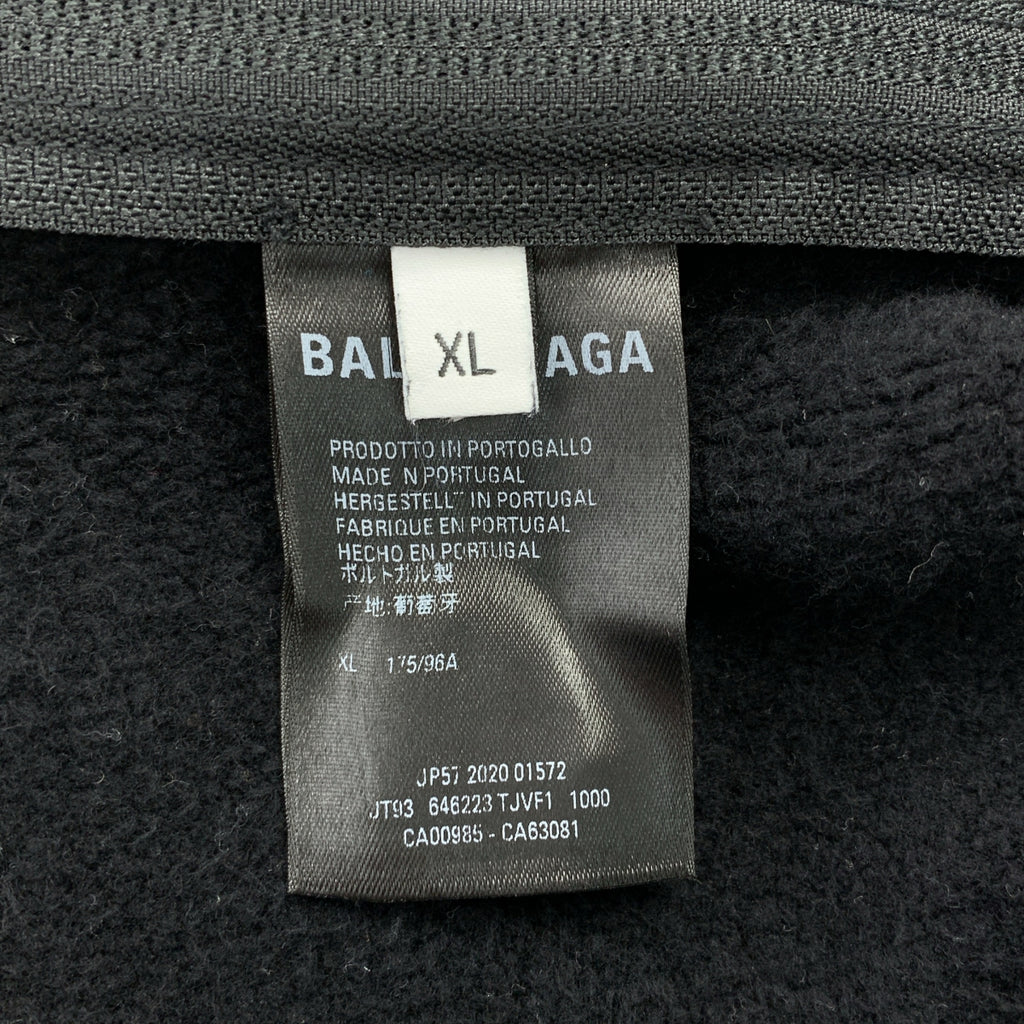 XL
BAL AGA
PRODOTTO IN PORTOGALLO
MADE IN PORTUGAL
HERGESTELLT IN PORTUGAL
FABRIQUE EN PORTUGAL
HECHO EN PORTUGAL
ポルトガル製
产地:葡萄牙
XL 175/96A
JP57 2020 01572
JT93 646223 TJVF1 1000
CA00985 - CA63081